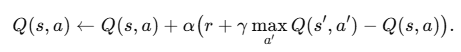 Q(s, a) ← Q(s, a) + α(r + γ max_{a′} Q(s′, a′) − Q(s, a)).